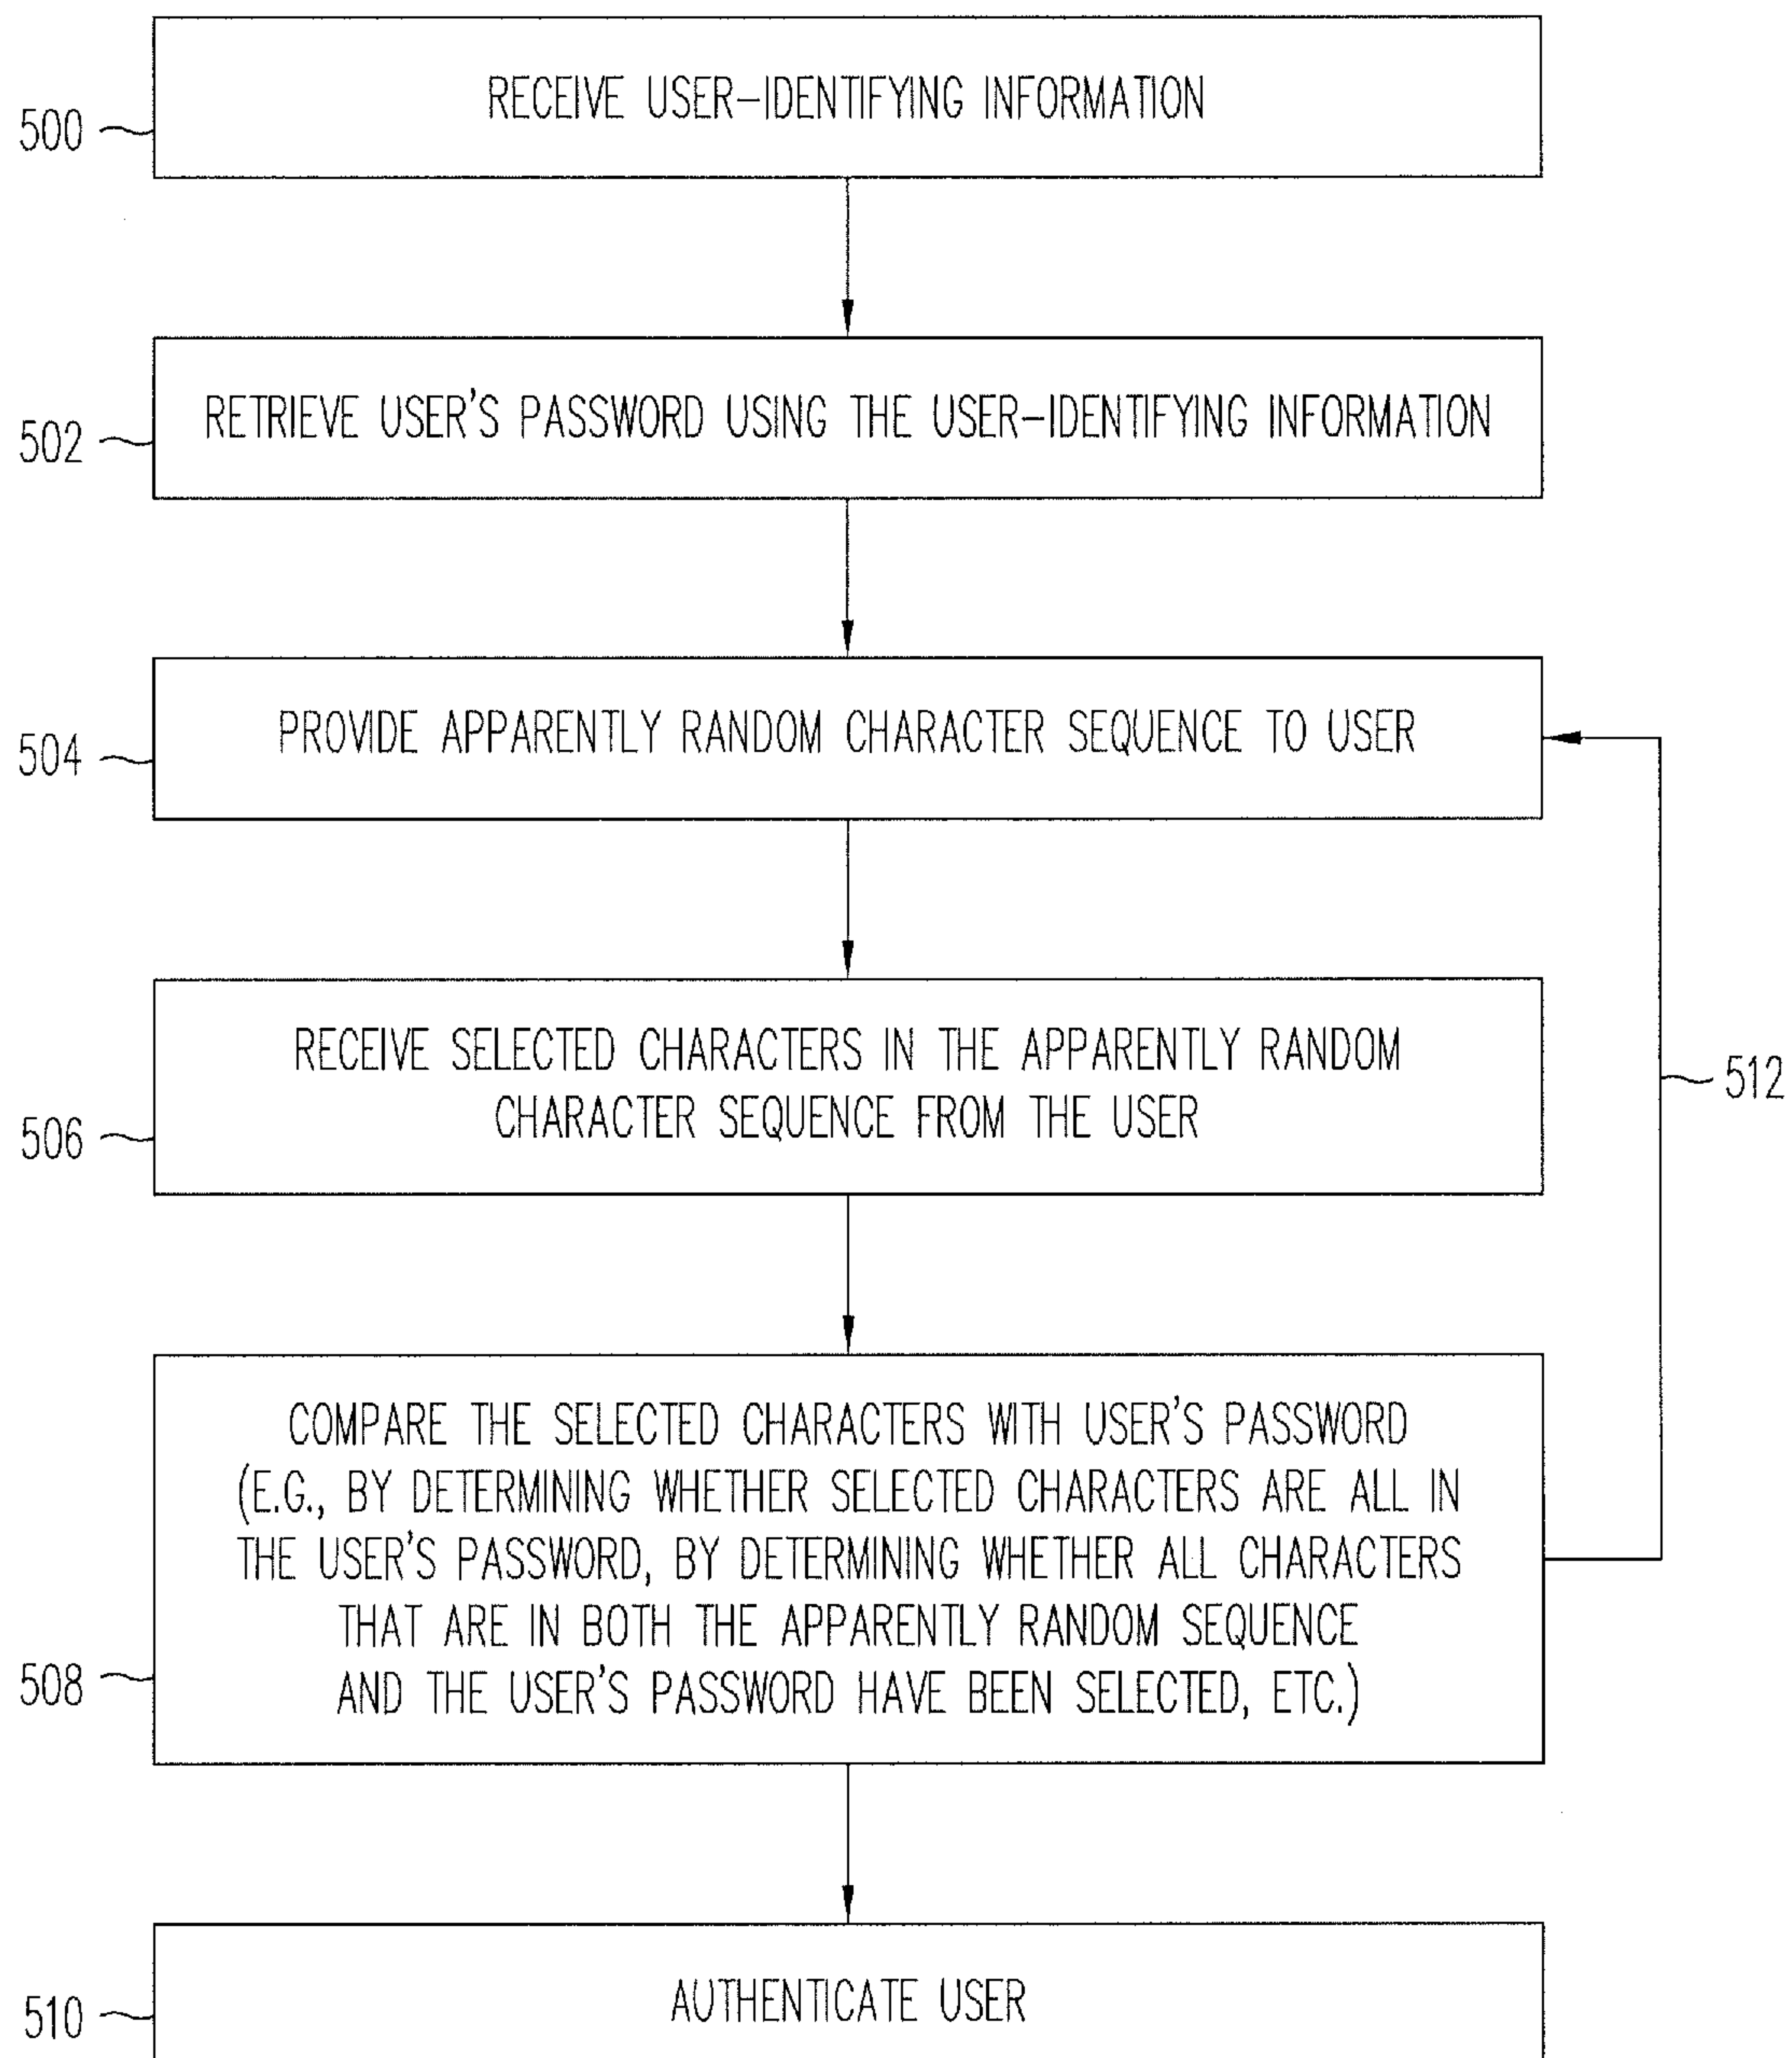 RECEIVE USER-IDENTIFYING INFORMATION
500
RETRIEVE USER'S PASSWORD USING THE USER-IDENTIFYING INFORMATION
502
PROVIDE APPARENTLY RANDOM CHARACTER SEQUENCE TO USER
504
RECEIVE SELECTED CHARACTERS IN THE APPARENTLY RANDOM
CHARACTER SEQUENCE FROM THE USER
506
512
COMPARE THE SELECTED CHARACTERS WITH USER'S PASSWORD
(E.G., BY DETERMINING WHETHER SELECTED CHARACTERS ARE ALL IN
THE USER'S PASSWORD, BY DETERMINING WHETHER ALL CHARACTERS
THAT ARE IN BOTH THE APPARENTLY RANDOM SEQUENCE
AND THE USER'S PASSWORD HAVE BEEN SELECTED, ETC.)
508
AUTHENTICATE USER
510